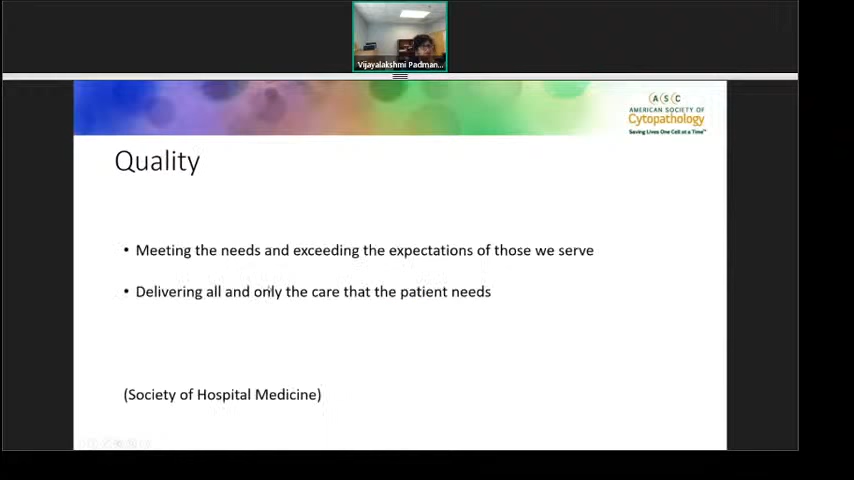 Vijayalakshmi Padman...
A S C
AMERICAN SOCIETY OF
Cytopathology
Saving Lives One Cell at a Time™
Quality
• Meeting the needs and exceeding the expectations of those we serve
• Delivering all and only the care that the patient needs
(Society of Hospital Medicine)